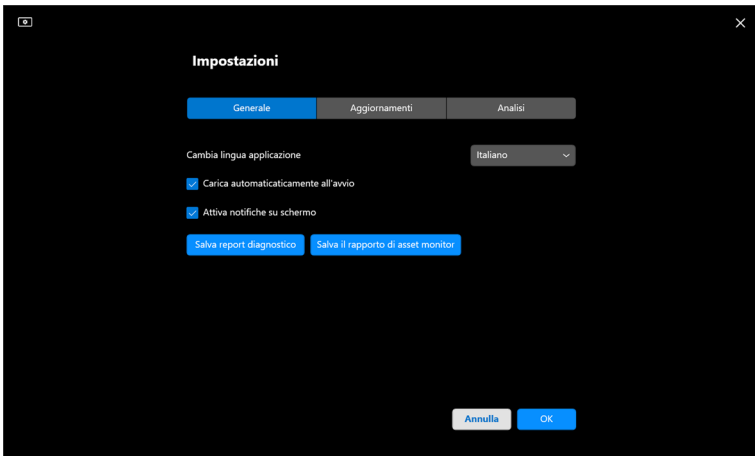 Impostazioni
Generale Aggiornamenti Analisi
Cambia lingua applicazione Italiano
Carica automaticaticamente all'avvio
Attiva notifiche su schermo
Salva report diagnostico Salva il rapporto di asset monitor
Annulla OK